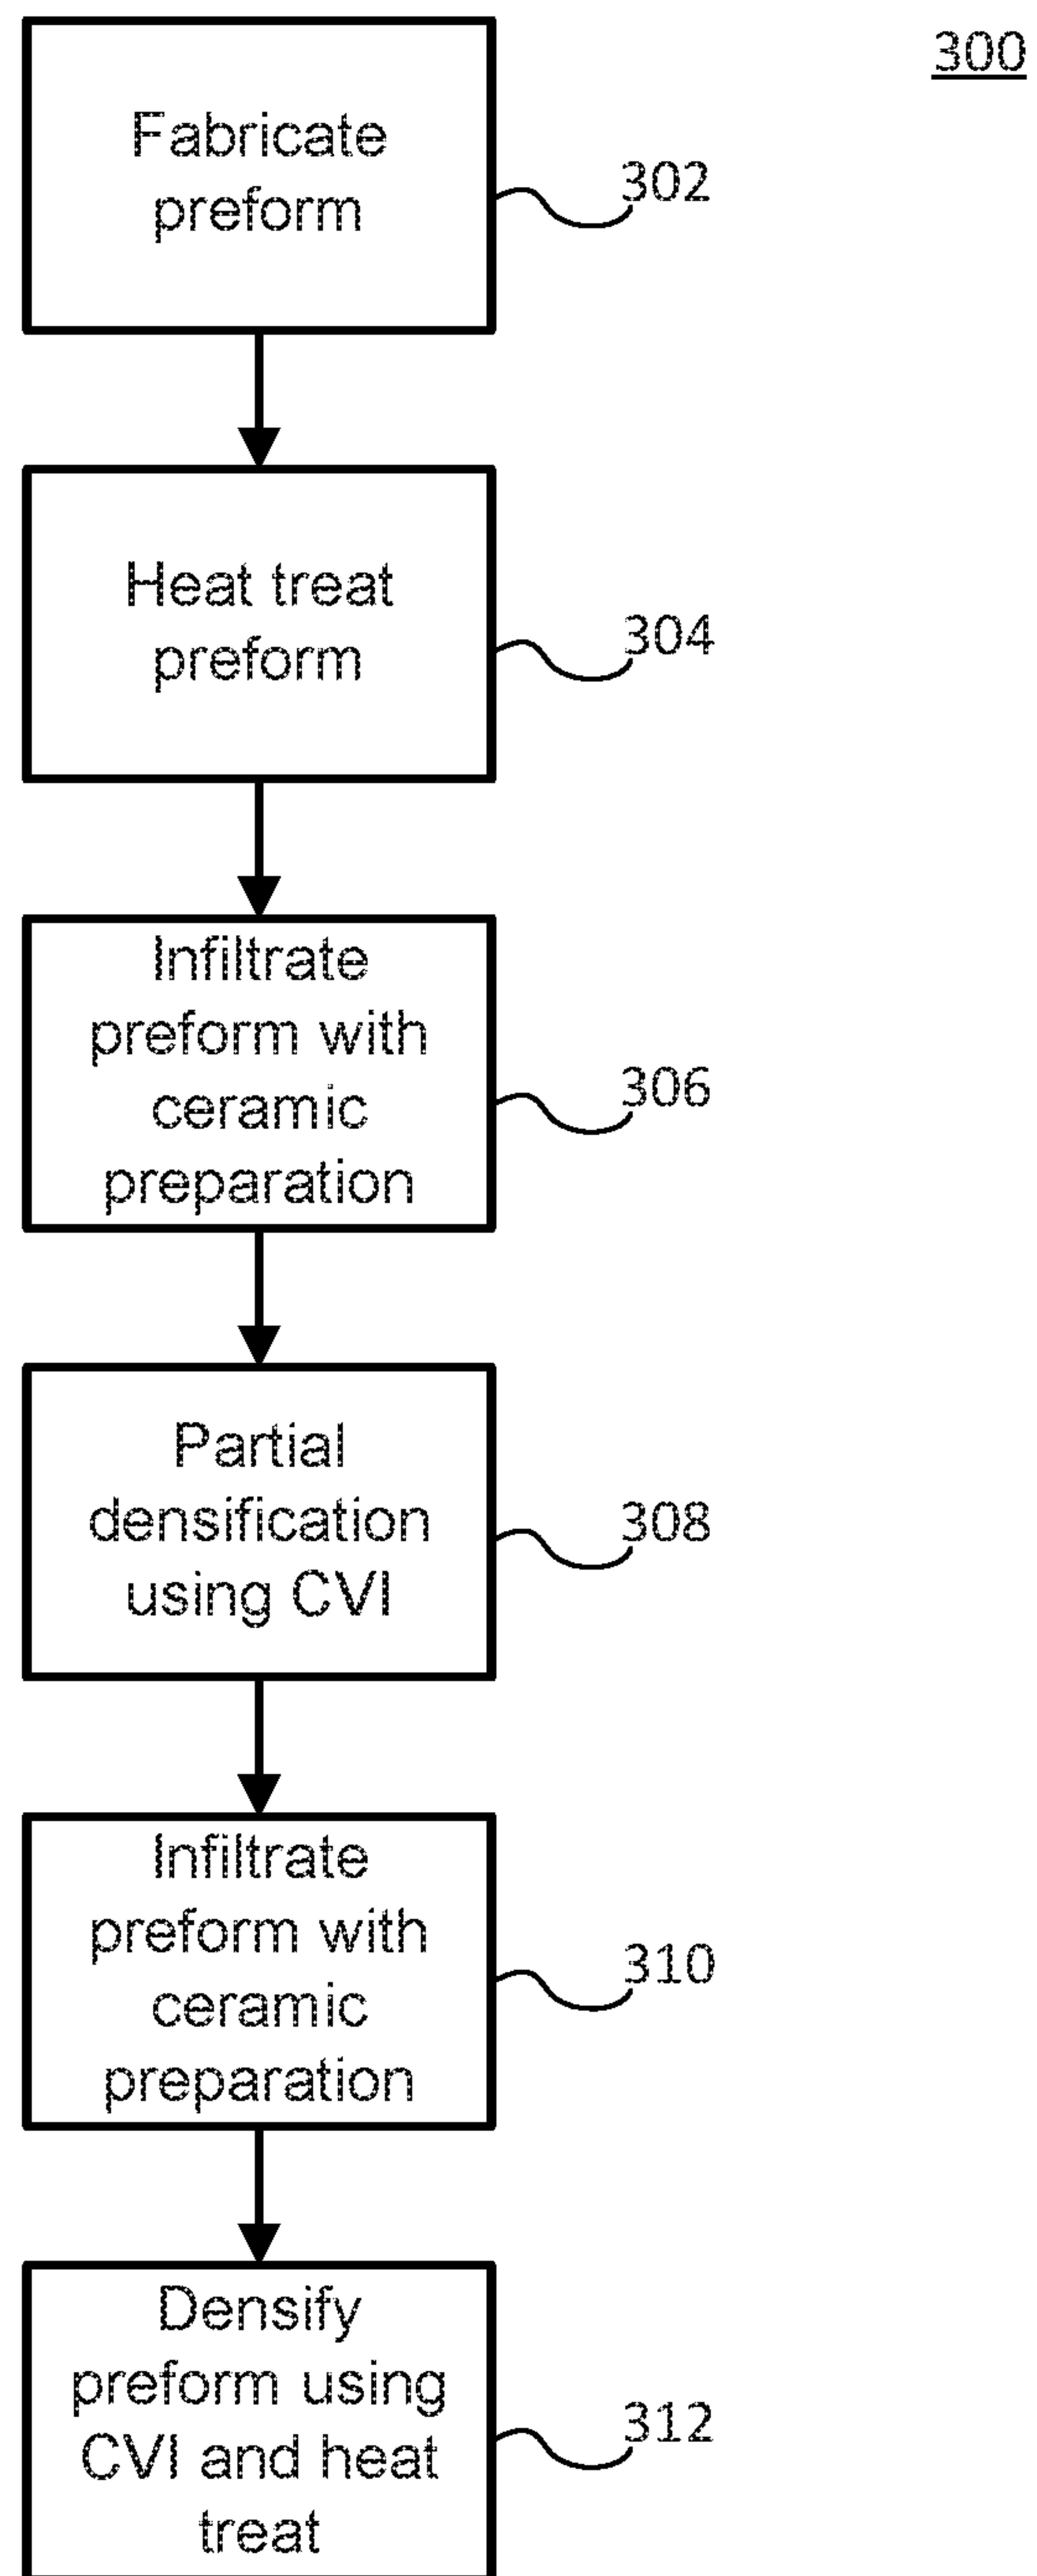 300
Fabricate
preform
302
Heat treat
preform
304
Infiltrate
preform with
ceramic
preparation
306
Partial
densification
using CVI
308
Infiltrate
preform with
ceramic
preparation
310
Densify
preform using
CVI and heat
treat
312